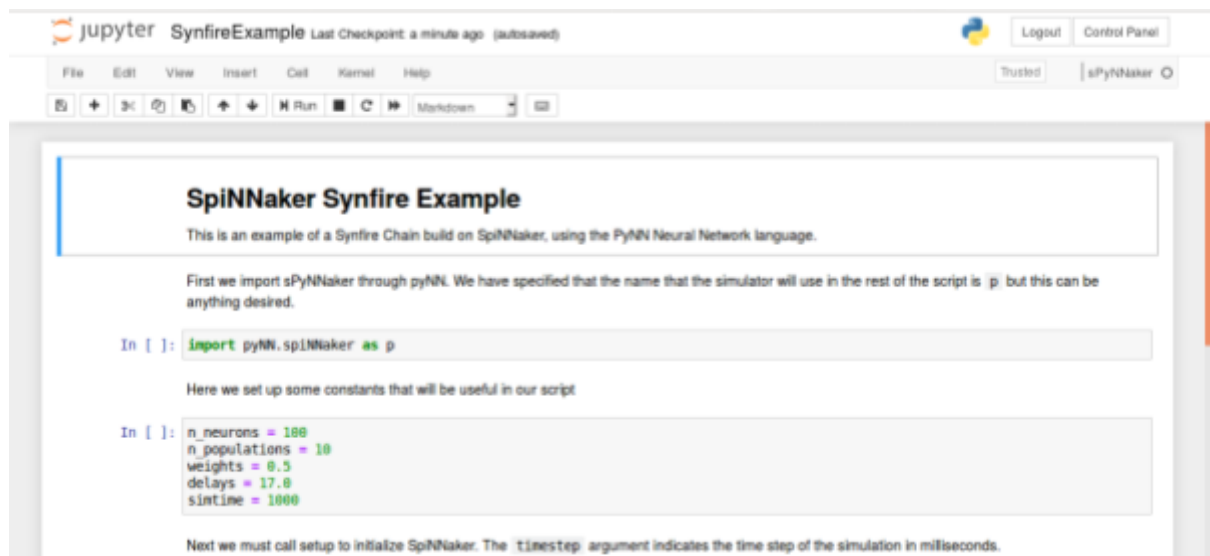 jupyter SynfireExample Last Checkpoint: a minute ago (autosaved) Logout Control Panel
File Edit View Insert Cell Kernel Help Trusted sPyNNaker
Run Markdown
SpiNNaker Synfire Example
This is an example of a Synfire Chain build on SpiNNaker, using the PyNN Neural Network language.
First we import sPyNNaker through pyNN. We have specified that the name that the simulator will use in the rest of the script is p but this can be
anything desired.
In [ ]: import pyNN.spiNNaker as p
Here we set up some constants that will be useful in our script
In [ ]: n_neurons = 100
n_populations = 10
weights = 0.5
delays = 17.0
simtime = 1000
Next we must call setup to initialize SpiNNaker. The timestep argument indicates the time step of the simulation in milliseconds.